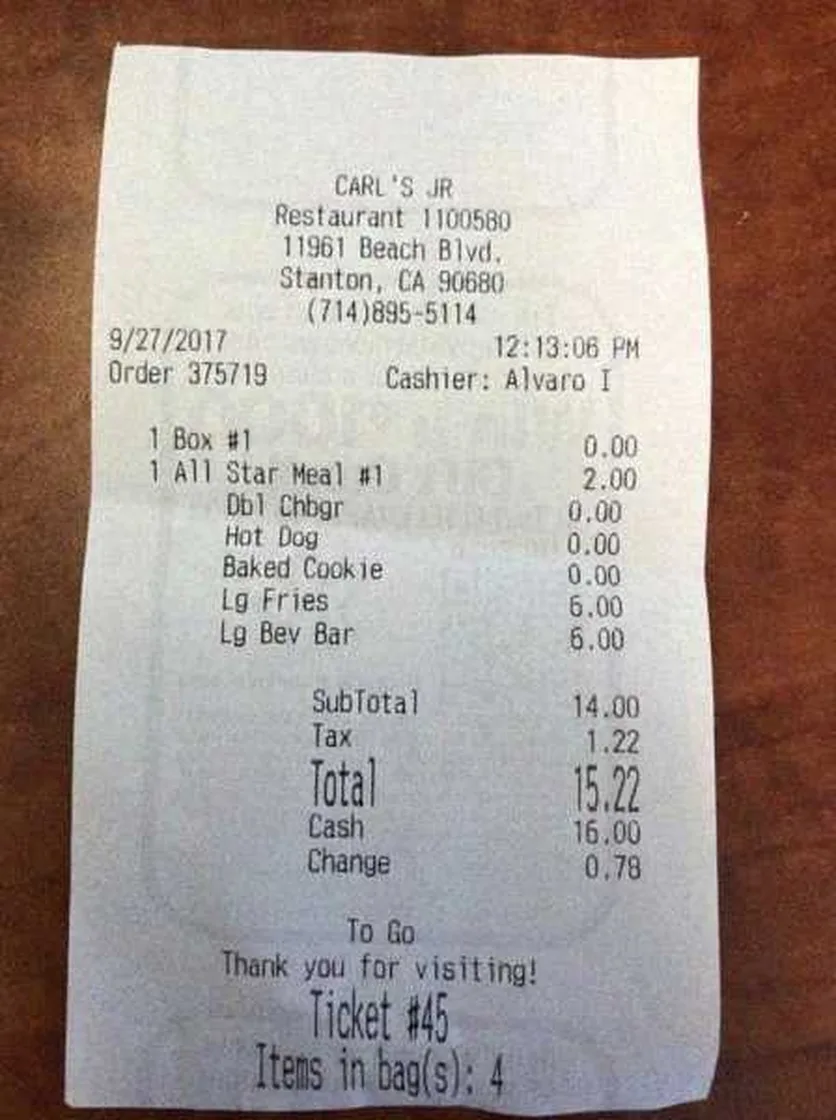 CARL'S JR
Restaurant 1100580
11961 Beach Blvd.
Stanton, CA 90680
(714)895-5114
9/27/2017 12:13:06 PM
Order 375719 Cashier: Alvaro I
1 Box #1 0.00
1 All Star Meal #1 2.00
Dbl Chbgr 0.00
Hot Dog 0.00
Baked Cookie 0.00
Lg Fries 6.00
Lg Bev Bar 6.00
SubTotal 14.00
Tax 1.22
Total 15.22
Cash 16.00
Change 0.78
To Go
Thank you for visiting!
Ticket #45
Items in bag(s): 4